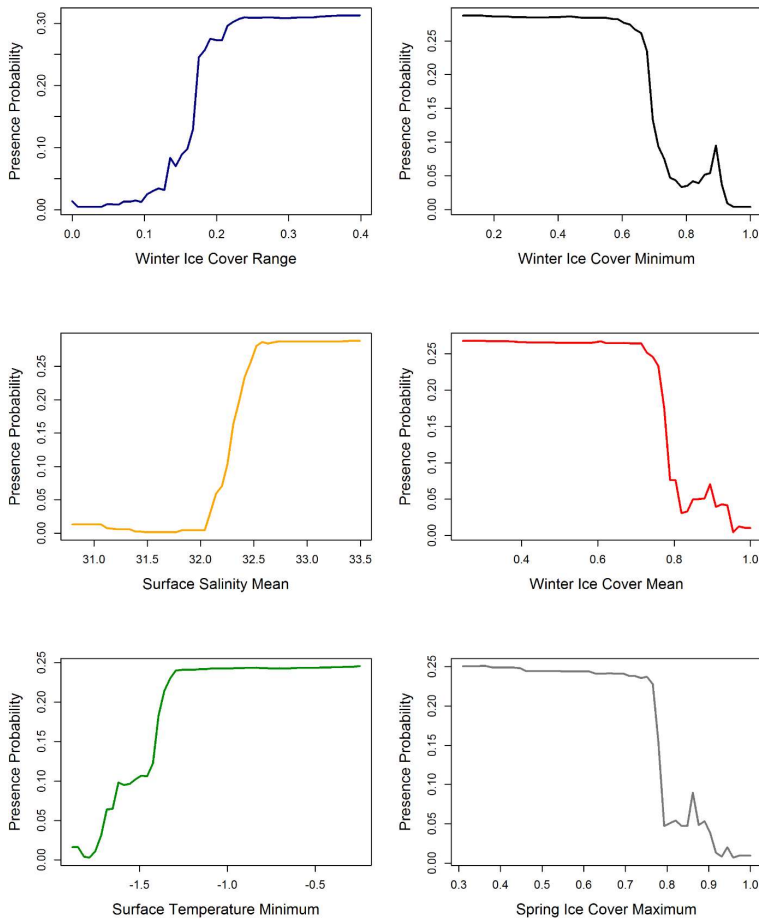 Presence Probability
0.00 0.10 0.20 0.30
0.0 0.1 0.2 0.3 0.4
Winter Ice Cover Range
Presence Probability
0.00 0.05 0.10 0.15 0.20 0.25
0.2 0.4 0.6 0.8 1.0
Winter Ice Cover Minimum
Presence Probability
0.00 0.05 0.10 0.15 0.20 0.25
31.0 31.5 32.0 32.5 33.0 33.5
Surface Salinity Mean
Presence Probability
0.00 0.05 0.10 0.15 0.20 0.25
0.4 0.6 0.8 1.0
Winter Ice Cover Mean
Presence Probability
0.00 0.05 0.10 0.15 0.20 0.25
-1.5 -1.0 -0.5
Surface Temperature Minimum
Presence Probability
0.00 0.05 0.10 0.15 0.20 0.25
0.3 0.4 0.5 0.6 0.7 0.8 0.9 1.0
Spring Ice Cover Maximum